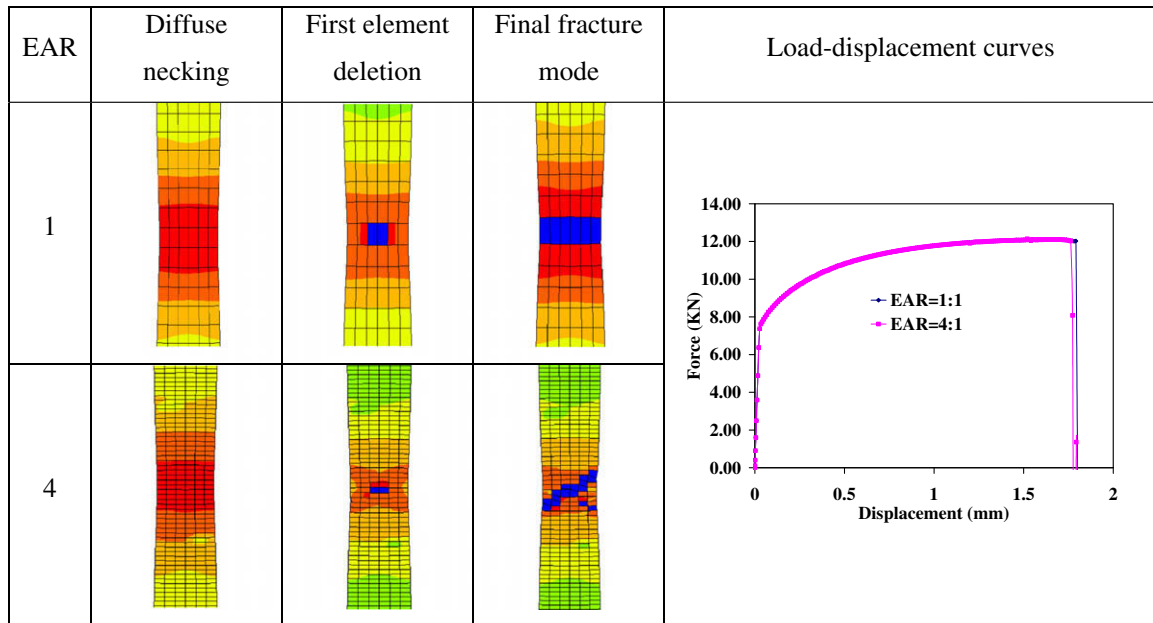 EAR
Diffuse
necking
First element
deletion
Final fracture
mode
Load-displacement curves
1
4
14.00
12.00
10.00
8.00
6.00
4.00
2.00
0.00
Force (KN)
EAR=1:1
EAR=4:1
0
0.5
1
1.5
2
Displacement (mm)